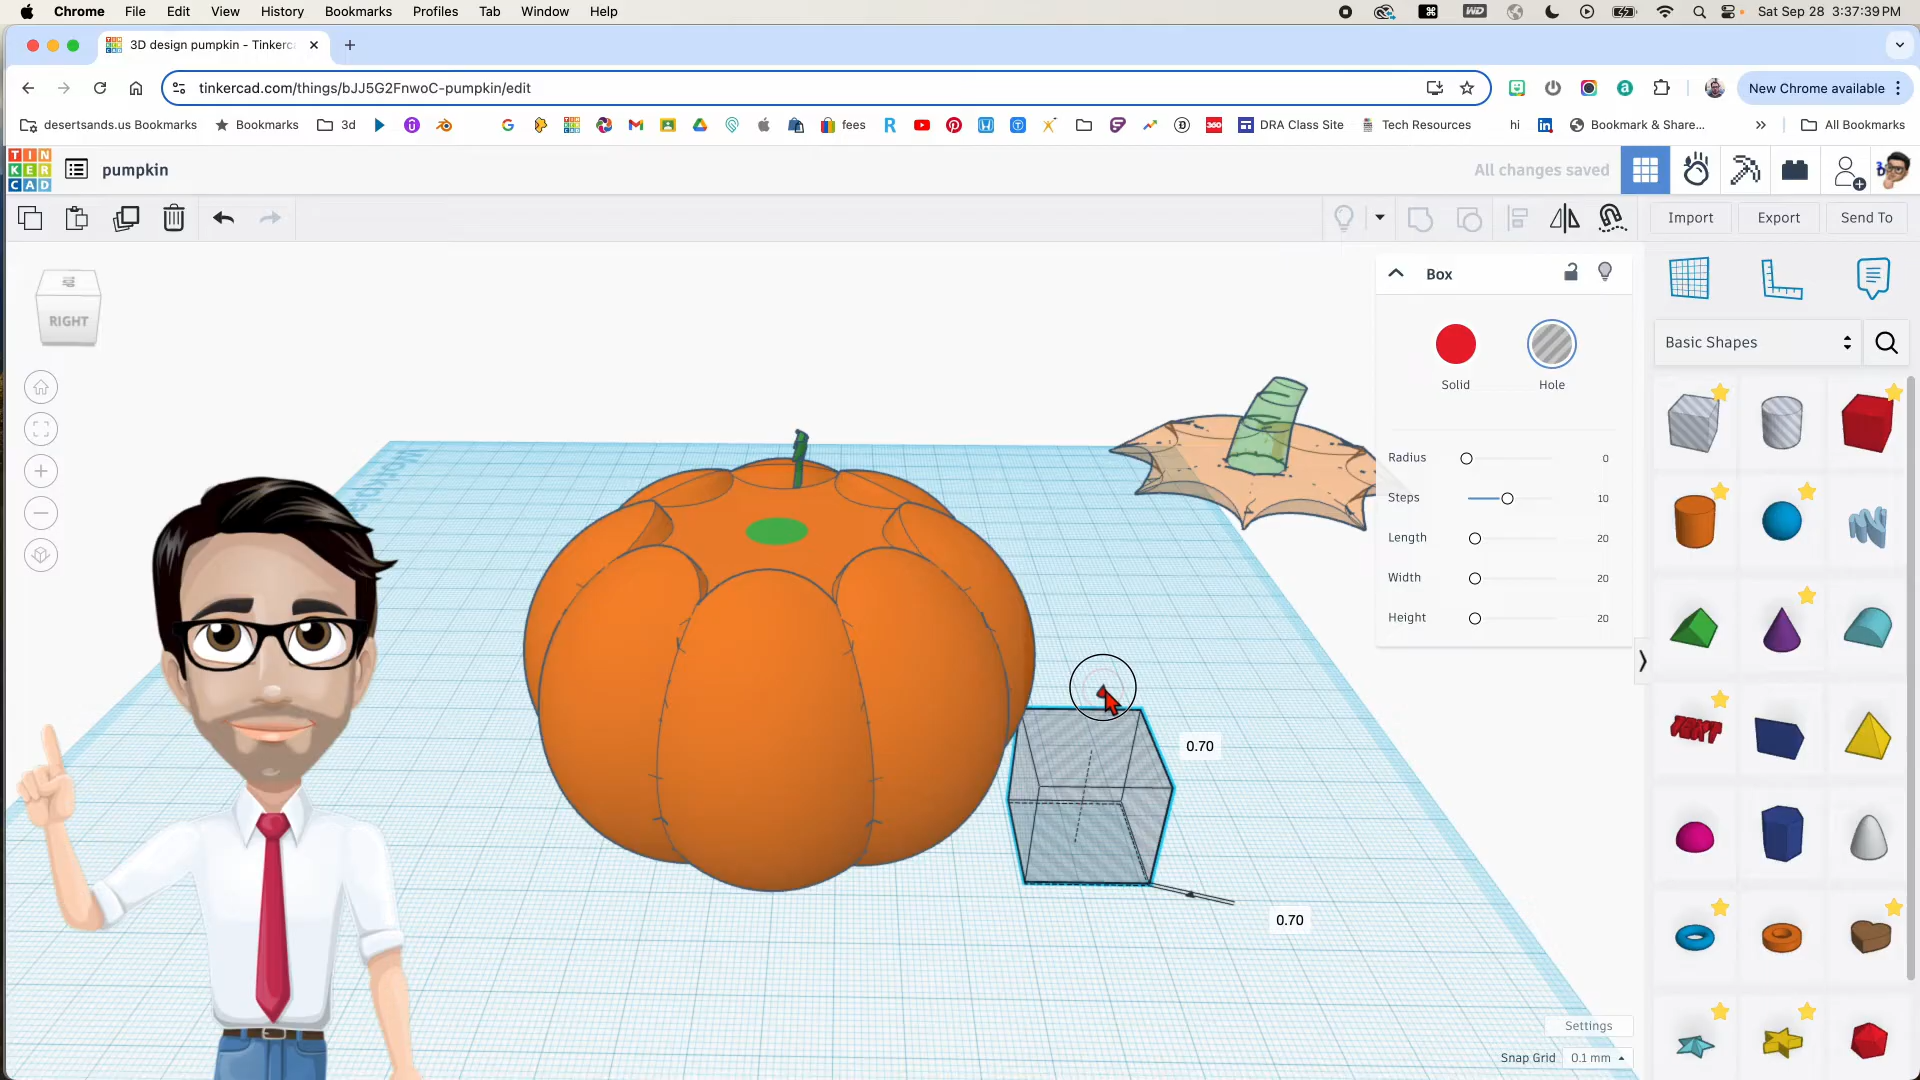 Chrome File Edit View History Bookmarks Profiles Tab Window Help
WD Sat Sep 28 3:37:39 PM
3D design pumpkin - Tinkerca
tinkercad.com/things/bJJ5G2FnwoC-pumpkin/edit
New Chrome available
desertsands.us Bookmarks Bookmarks 3d fees DRA Class Site Tech Resources hi Bookmark & Share... All Bookmarks
TIN
KER
CAD
pumpkin
All changes saved
Import Export Send To
RIGHT
Box
Solid Hole
Basic Shapes
Radius 0
Steps 10
Length 20
Width 20
Height 20
0.70
0.70
Settings
Snap Grid 0.1 mm